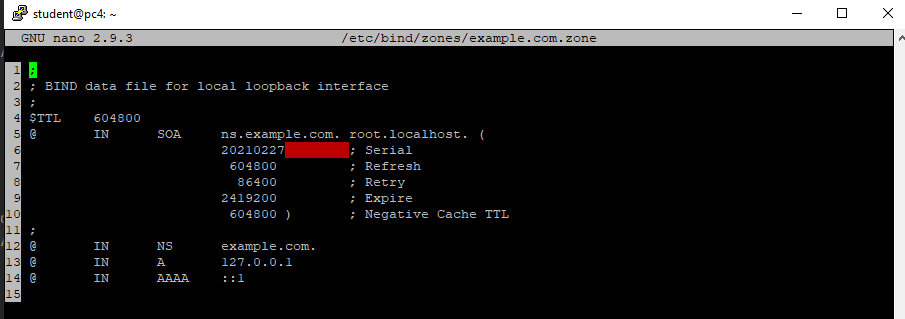 student@pc4: ~
GNU nano 2.9.3 /etc/bind/zones/example.com.zone
1 ;
2 ; BIND data file for local loopback interface
3 ;
4 $TTL 604800
5 @ IN SOA ns.example.com. root.localhost. (
6 20210227 ; Serial
7 604800 ; Refresh
8 86400 ; Retry
9 2419200 ; Expire
10 604800 ) ; Negative Cache TTL
11 ;
12 @ IN NS example.com.
13 @ IN A 127.0.0.1
14 @ IN AAAA ::1
15